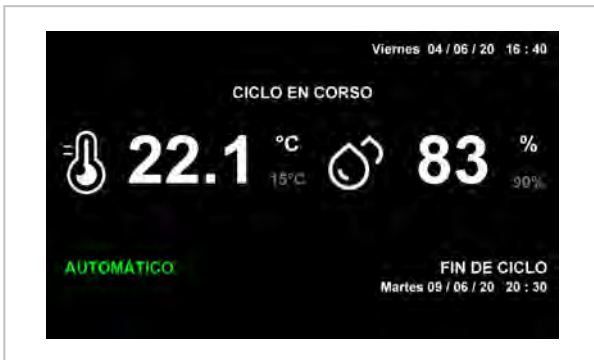 Viernes 04 / 06 / 20 16 : 40
CICLO EN CORSO
22.1 °C 83 %
15°C 90%
AUTOMÁTICO
FIN DE CICLO
Martes 09 / 06 / 20 20 : 30